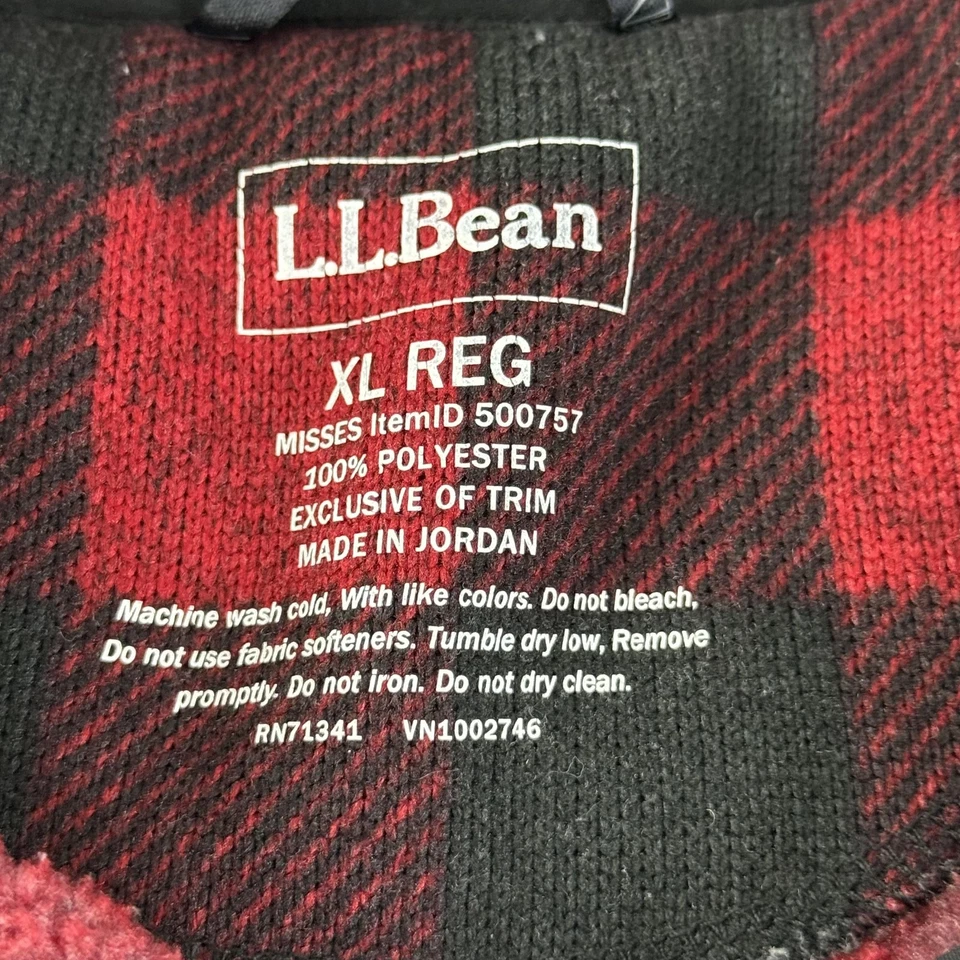 L.L.Bean
XL REG
MISSES ItemID 500757
100% POLYESTER
EXCLUSIVE OF TRIM
MADE IN JORDAN
Machine wash cold, With like colors. Do not bleach,
Do not use fabric softeners. Tumble dry low, Remove
promptly. Do not iron. Do not dry clean.
RN71341 VN1002746